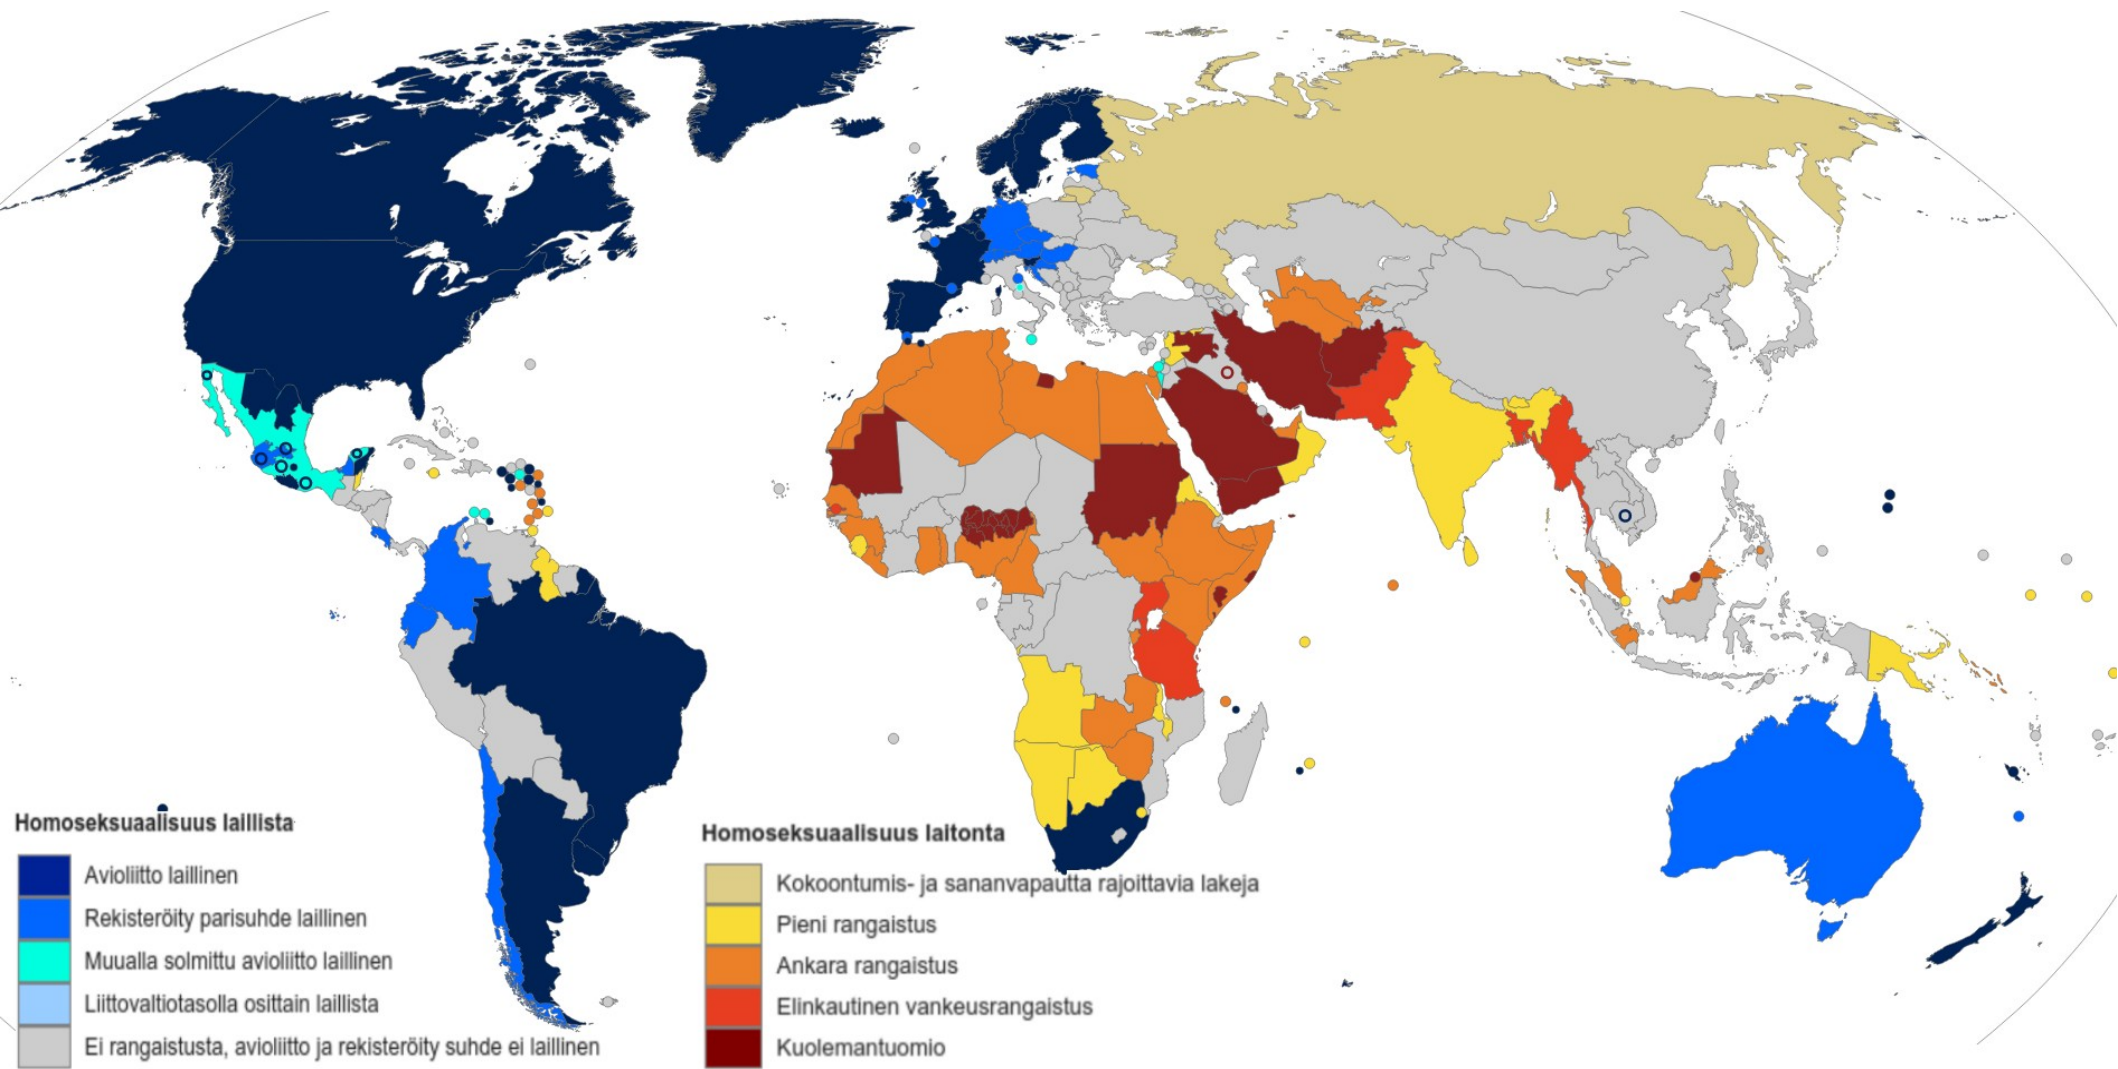 Homoseksuaalisuus laillista
Avioliitto laillinen
Rekisteröity parisuhde laillinen
Muualla solmittu avioliitto laillinen
Liittovaltiotasolla osittain laillista
Ei rangaistusta, avioliitto ja rekisteröity suhde ei laillinen
Homoseksuaalisuus laitonta
Kokoontumis- ja sananvapautta rajoittavia lakeja
Pieni rangaistus
Ankara rangaistus
Elinkautinen vankeusrangaistus
Kuolemantuomio